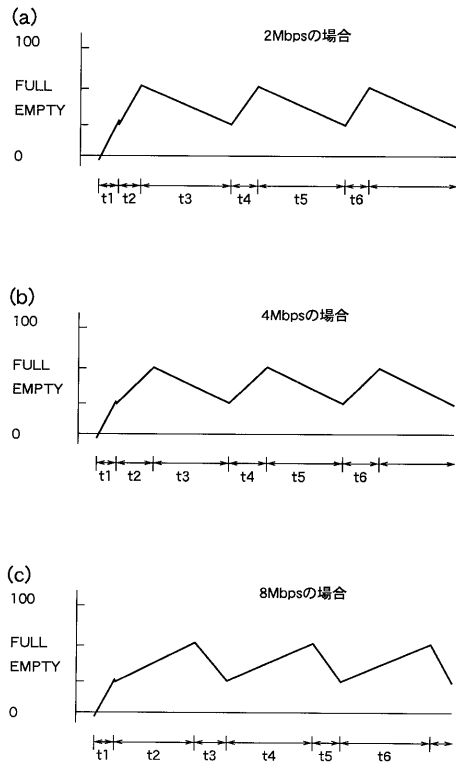 (a)
2Mbpsの場合
100
FULL
EMPTY
0
t1 t2 t3 t4 t5 t6
(b)
4Mbpsの場合
100
FULL
EMPTY
0
t1 t2 t3 t4 t5 t6
(c)
8Mbpsの場合
100
FULL
EMPTY
0
t1 t2 t3 t4 t5 t6